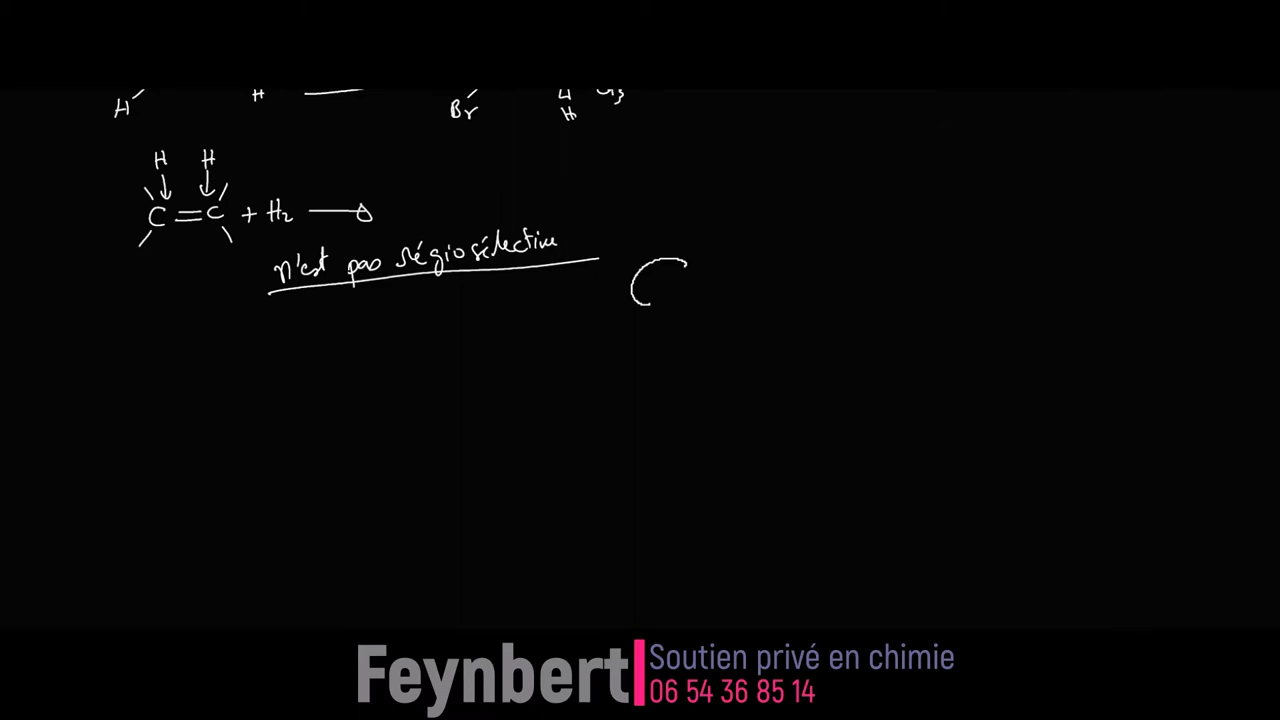 H H Br H
H H
C = C + H₂ →
n'est pas régiosélective
Feynbert
Soutien privé en chimie
06 54 36 85 14